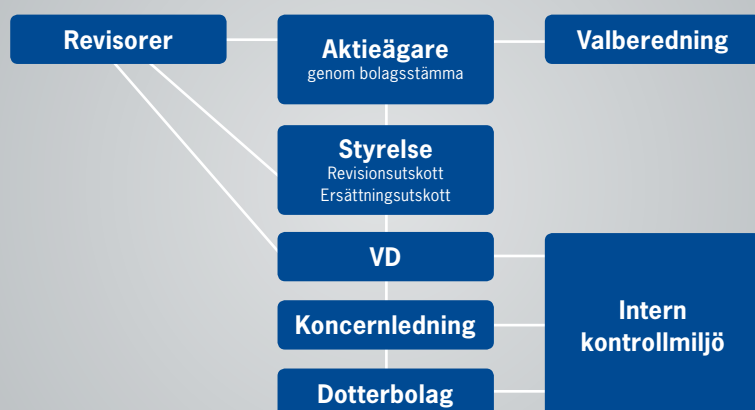 Revisorer
Aktieägare
genom bolagsstämma
Valberedning
Styrelse
Revisionsutskott
Ersättningsutskott
VD
Koncernledning
Dotterbolag
Intern
kontrollmiljö